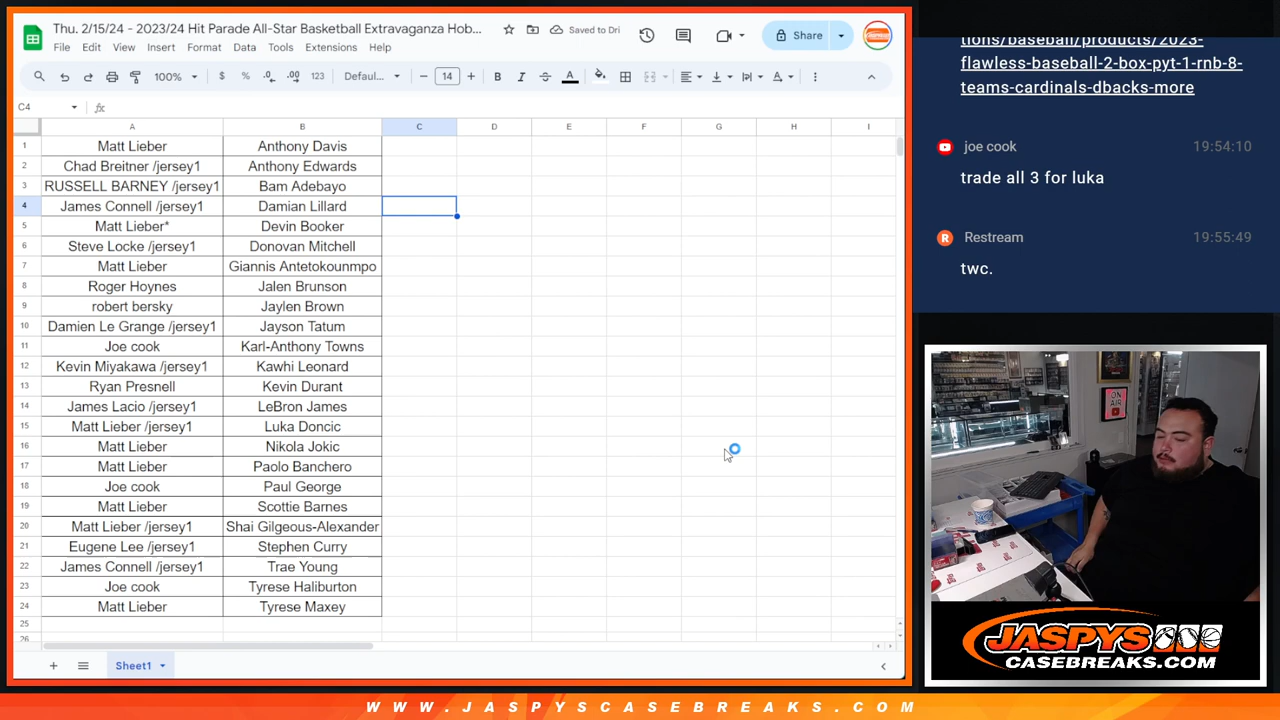 Thu. 2/15/24 - 2023/24 Hit Parade All-Star Basketball Extravaganza Hob...
Saved to Dri
Share
File Edit View Insert Format Data Tools Extensions Help
100% $ % .0 .00 123 Defaul... 14 B I A
C4 fx
A B C D E F G H I
1 Matt Lieber Anthony Davis
2 Chad Breitner /jersey1 Anthony Edwards
3 RUSSELL BARNEY /jersey1 Bam Adebayo
4 James Connell /jersey1 Damian Lillard
5 Matt Lieber* Devin Booker
6 Steve Locke /jersey1 Donovan Mitchell
7 Matt Lieber Giannis Antetokounmpo
8 Roger Hoynes Jalen Brunson
9 robert bersky Jaylen Brown
10 Damien Le Grange /jersey1 Jayson Tatum
11 Joe cook Karl-Anthony Towns
12 Kevin Miyakawa /jersey1 Kawhi Leonard
13 Ryan Presnell Kevin Durant
14 James Lacio /jersey1 LeBron James
15 Matt Lieber /jersey1 Luka Doncic
16 Matt Lieber Nikola Jokic
17 Matt Lieber Paolo Banchero
18 Joe cook Paul George
19 Matt Lieber Scottie Barnes
20 Matt Lieber /jersey1 Shai Gilgeous-Alexander
21 Eugene Lee /jersey1 Stephen Curry
22 James Connell /jersey1 Trae Young
23 Joe cook Tyrese Haliburton
24 Matt Lieber Tyrese Maxey
25
26
Sheet1
tions/baseball/products/2023-
flawless-baseball-2-box-pyt-1-rnb-8-
teams-cardinals-dbacks-more
joe cook 19:54:10
trade all 3 for luka
R Restream 19:55:49
twc.
ON
AIR
JASPYS
CASEBREAKS.COM
WWW.JASPYSCASEBREAKS.COM